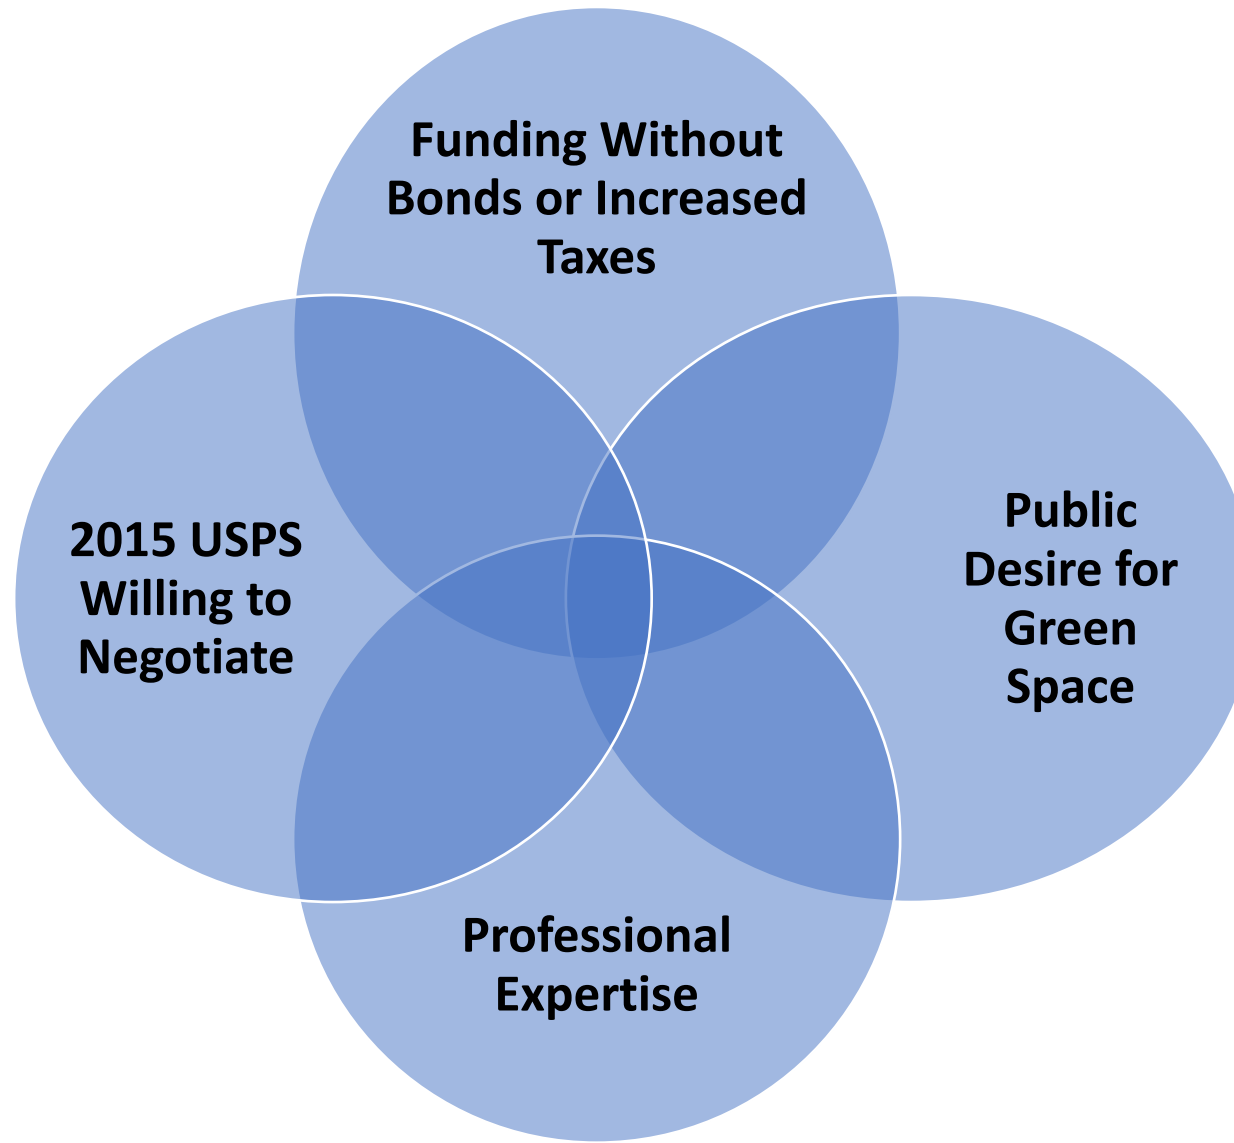 Funding Without
Bonds or Increased
Taxes
2015 USPS
Willing to
Negotiate
Public
Desire for
Green
Space
Professional
Expertise